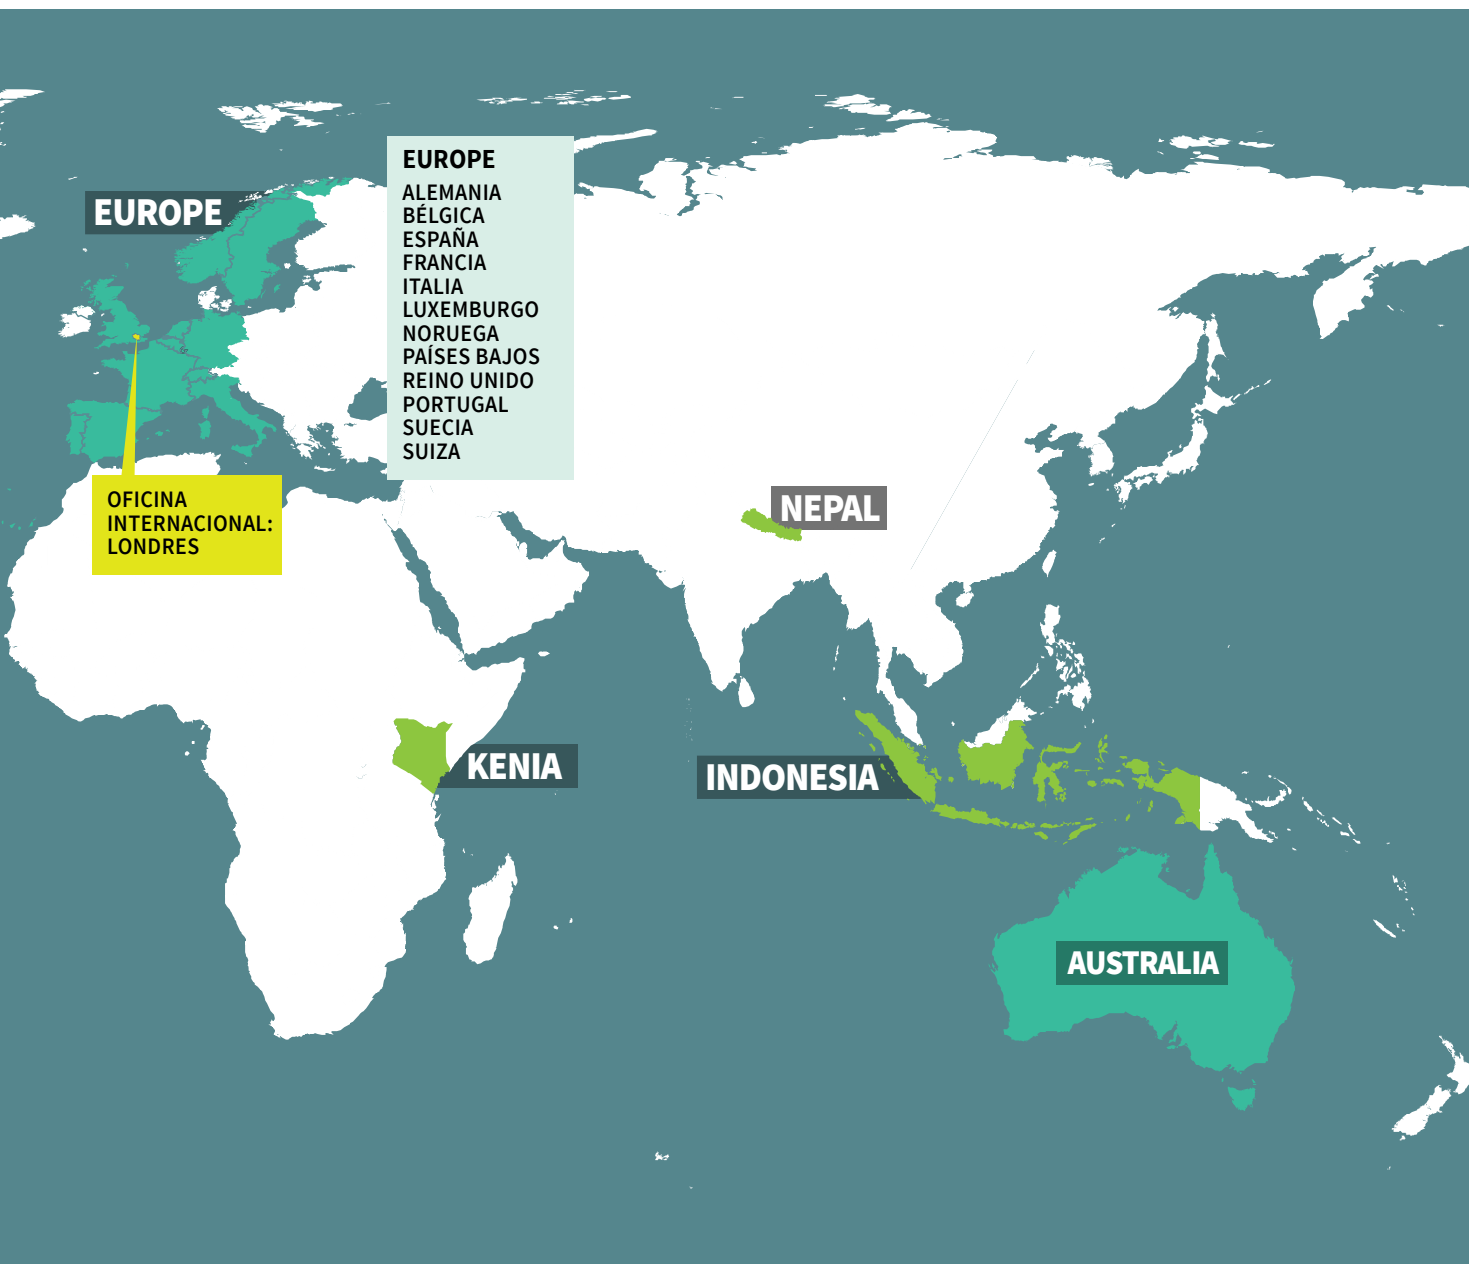 EUROPE
EUROPE
ALEMANIA
BÉLGICA
ESPAÑA
FRANCIA
ITALIA
LUXEMBURGO
NORUEGA
PAÍSES BAJOS
REINO UNIDO
PORTUGAL
SUECIA
SUIZA
OFICINA
INTERNACIONAL:
LONDRES
NEPAL
KENIA
INDONESIA
AUSTRALIA